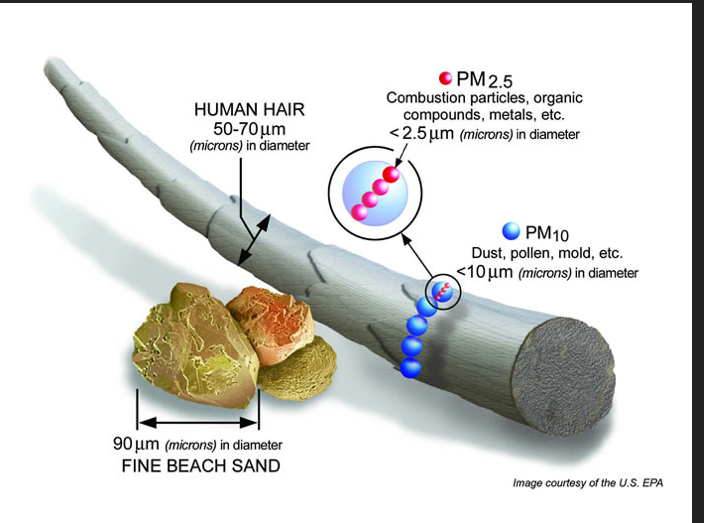 PM2.5
Combustion particles, organic
compounds, metals, etc.
<2.5µm (microns) in diameter
HUMAN HAIR
50-70µm
(microns) in diameter
PM10
Dust, pollen, mold, etc.
<10µm (microns) in diameter
90µm (microns) in diameter
FINE BEACH SAND
Image courtesy of the U.S. EPA